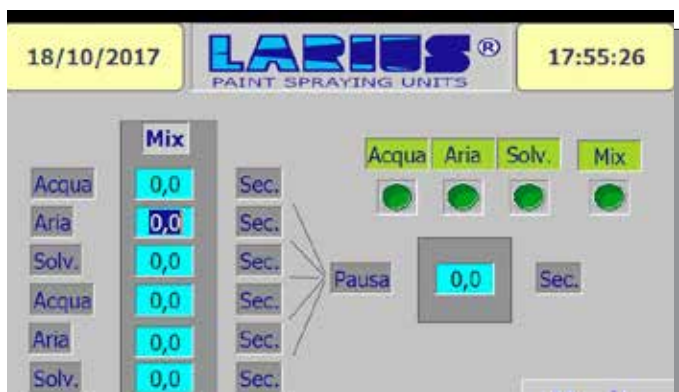 18/10/2017 LARIUS® 17:55:26
PAINT SPRAYING UNITS
Mix
Acqua Aria Solv. Mix
Acqua 0,0 Sec.
Aria 0,0 Sec.
Solv. 0,0 Sec.
Pausa 0,0 Sec.
Acqua 0,0 Sec.
Aria 0,0 Sec.
Solv. 0,0 Sec.